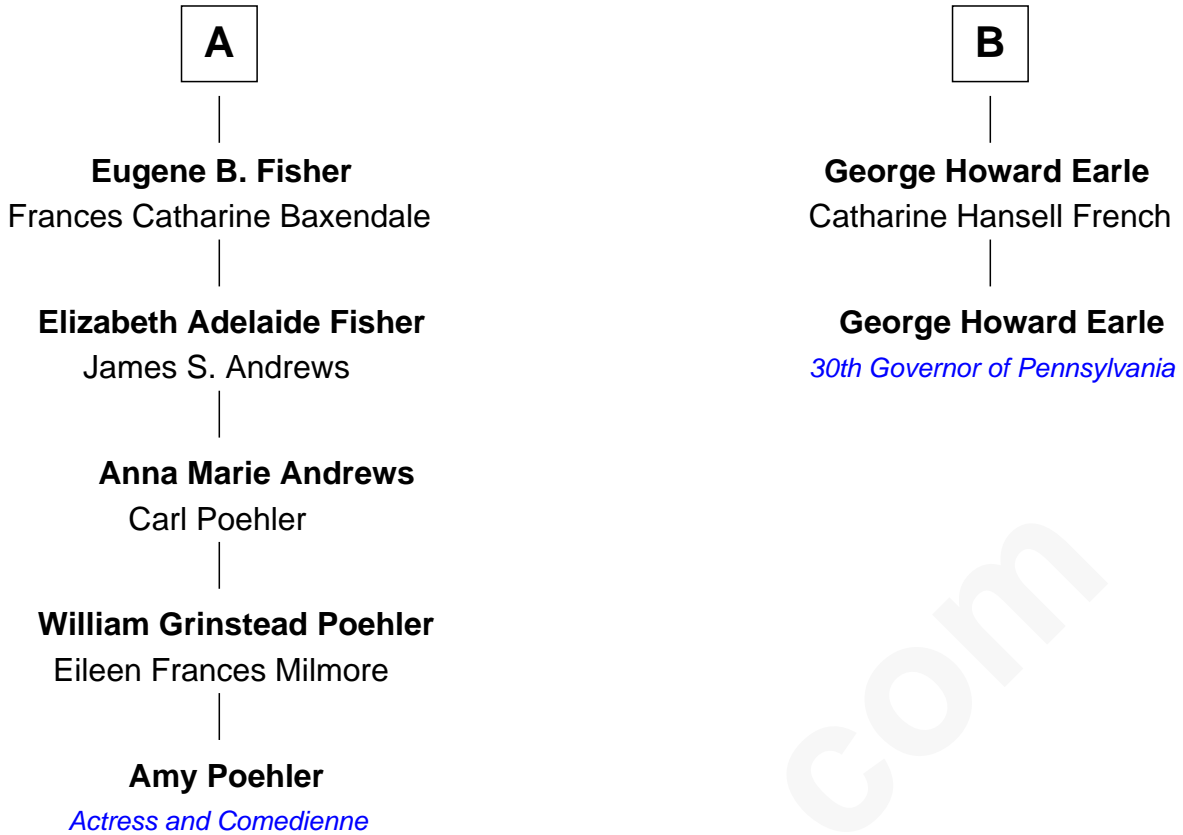 A
Eugene B. Fisher
Frances Catharine Baxendale
Elizabeth Adelaide Fisher
James S. Andrews
Anna Marie Andrews
Carl Poehler
William Grinstead Poehler
Eileen Frances Milmore
Amy Poehler
Actress and Comedienne
B
George Howard Earle
Catharine Hansell French
George Howard Earle
30th Governor of Pennsylvania
com